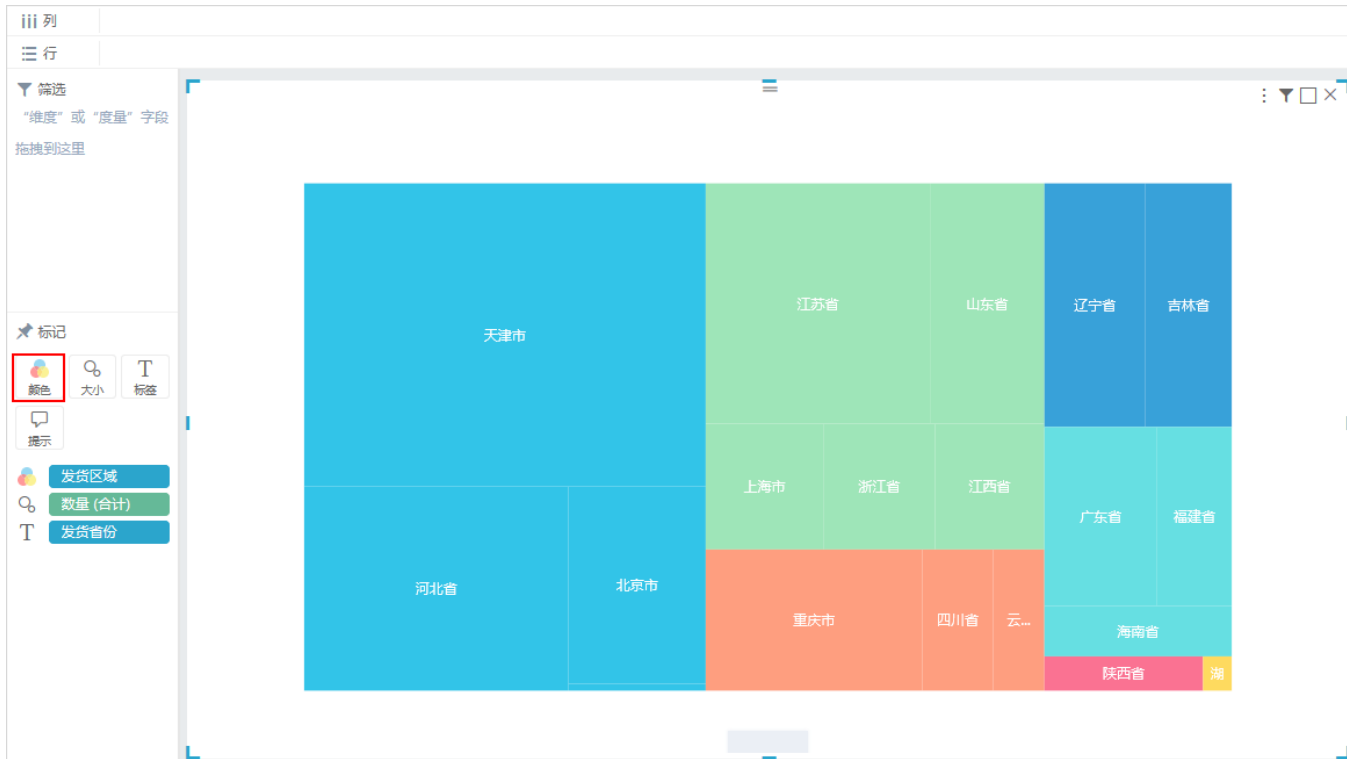 列
行
筛选
“维度”或“度量”字段
拖拽到这里
标记
颜色
大小
T
标签
提示
发货区域
数量 (合计)
T
发货省份
天津市
河北省
北京市
江苏省
山东省
上海市
浙江省
江西省
重庆市
四川省
云...
辽宁省
吉林省
广东省
福建省
海南省
陕西省
湖